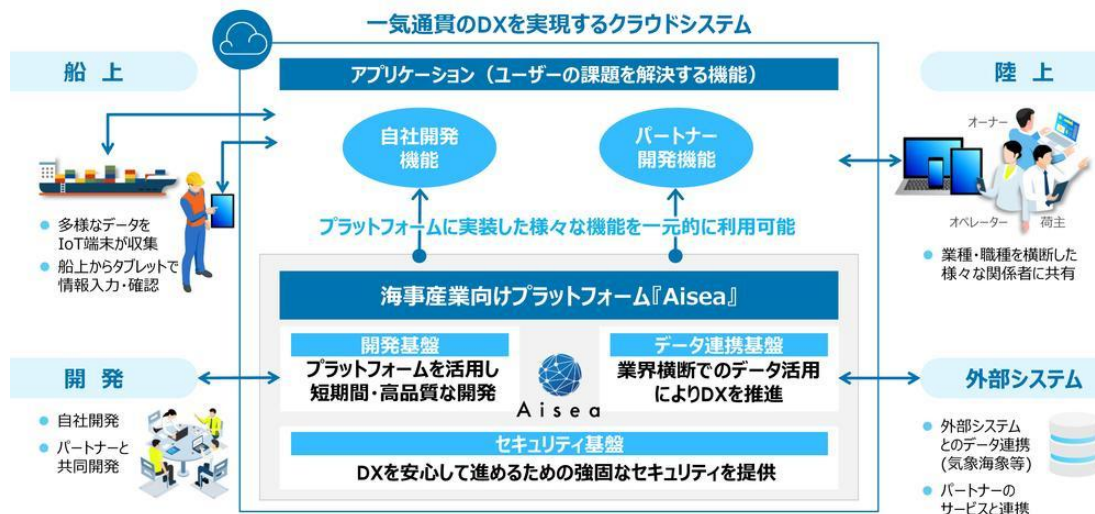 一気通貫のDXを実現するクラウドシステム
船 上
アプリケーション（ユーザーの課題を解決する機能）
陸 上
自社開発
機能
パートナー
開発機能
オーナー
オペレーター
荷主
多様なデータを
IoT端末が収集
船上からタブレットで
情報入力・確認
プラットフォームに実装した様々な機能を一元的に利用可能
業種・職種を横断した
様々な関係者に共有
海事産業向けプラットフォーム『Aisea』
開発基盤
プラットフォームを活用し
短期間・高品質な開発
データ連携基盤
業界横断でのデータ活用
によりDXを推進
Aisea
セキュリティ基盤
DXを安心して進めるための強固なセキュリティを提供
開 発
自社開発
パートナーと
共同開発
外部システム
外部システム
とのデータ連携
(気象海象等)
パートナーの
サービスと連携